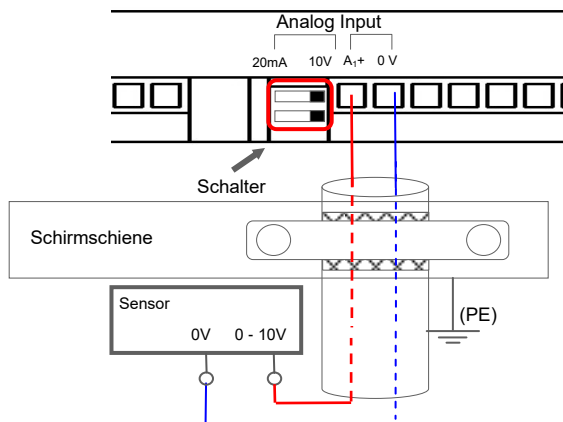 Analog Input
20mA 10V A₁+ 0 V
Schalter
Schirmschiene
Sensor
0V 0 - 10V
(PE)